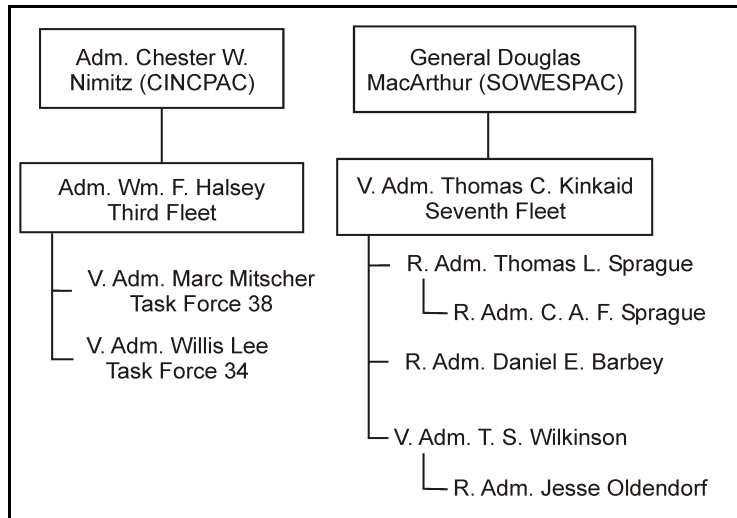 Adm. Chester W.
Nimitz (CINCPAC)
Adm. Wm. F. Halsey
Third Fleet
V. Adm. Marc Mitscher
Task Force 38
V. Adm. Willis Lee
Task Force 34
General Douglas
MacArthur (SOWESPAC)
V. Adm. Thomas C. Kinkaid
Seventh Fleet
R. Adm. Thomas L. Sprague
R. Adm. C. A. F. Sprague
R. Adm. Daniel E. Barbey
V. Adm. T. S. Wilkinson
R. Adm. Jesse Oldendorf